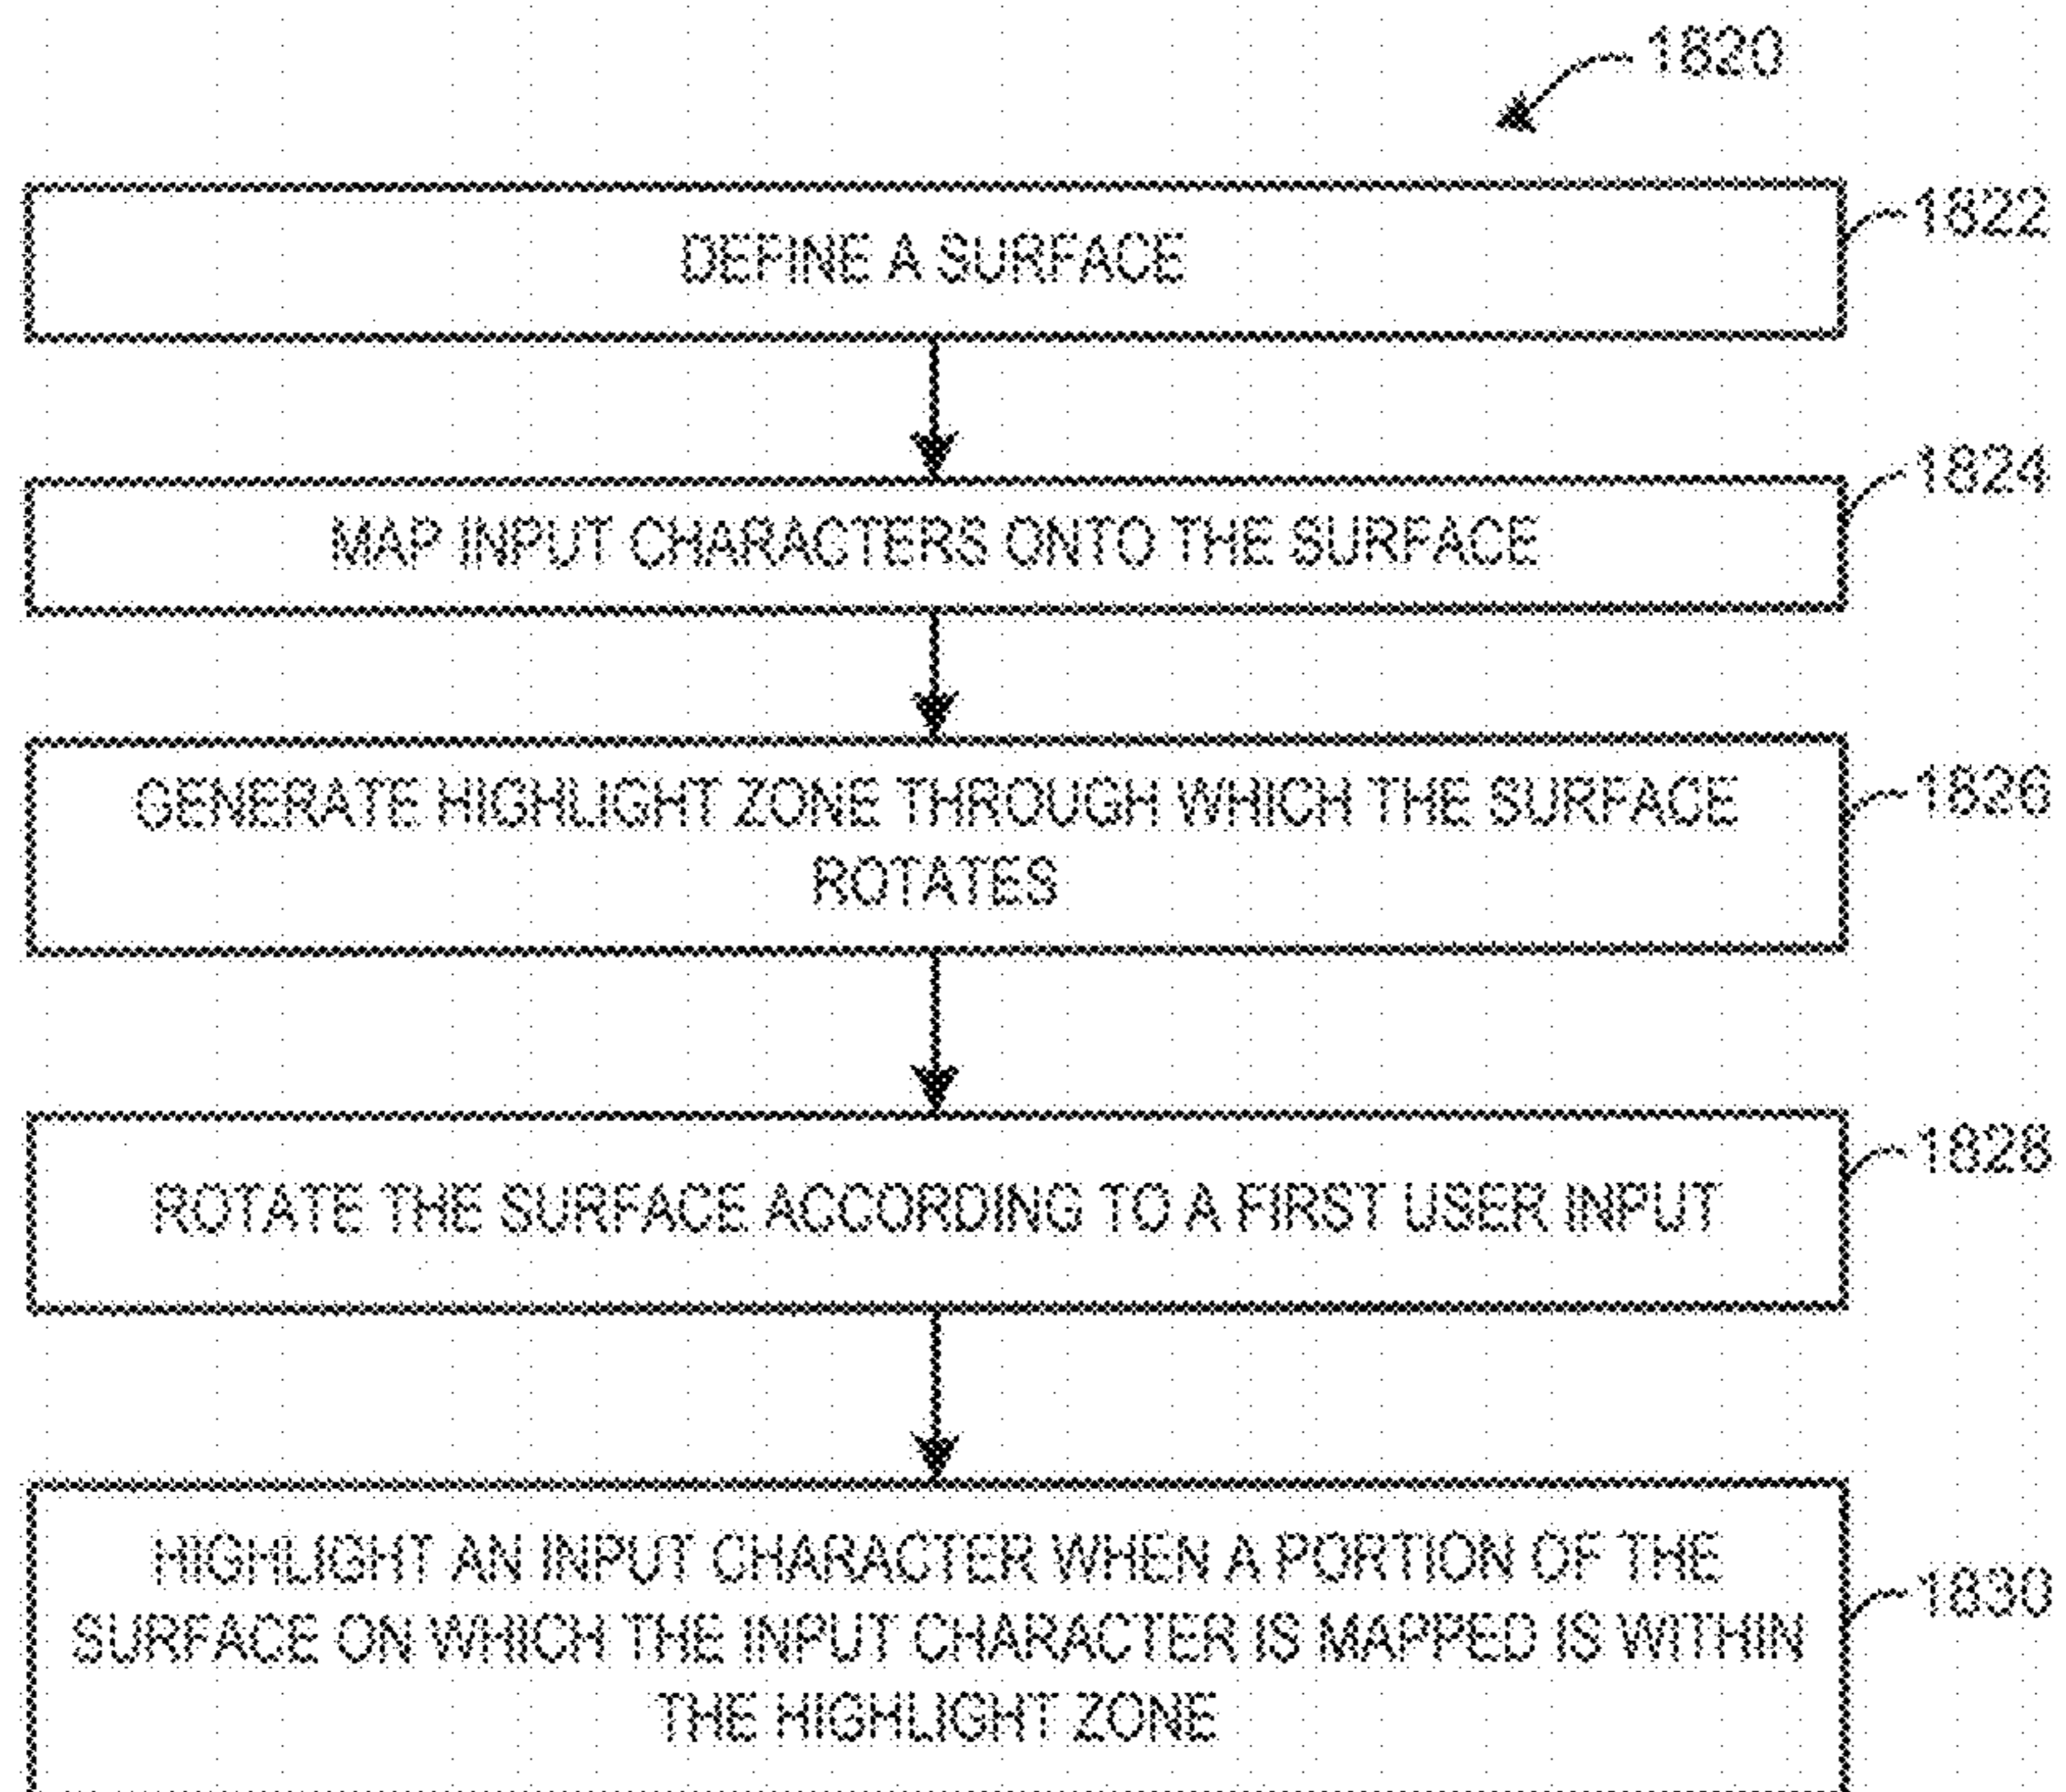 1820
DEFINE A SURFACE
1822
MAP INPUT CHARACTERS ONTO THE SURFACE
1824
GENERATE HIGHLIGHT ZONE THROUGH WHICH THE SURFACE
ROTATES
1826
ROTATE THE SURFACE ACCORDING TO A FIRST USER INPUT
1828
HIGHLIGHT AN INPUT CHARACTER WHEN A PORTION OF THE
SURFACE ON WHICH THE INPUT CHARACTER IS MAPPED IS WITHIN
THE HIGHLIGHT ZONE
1830